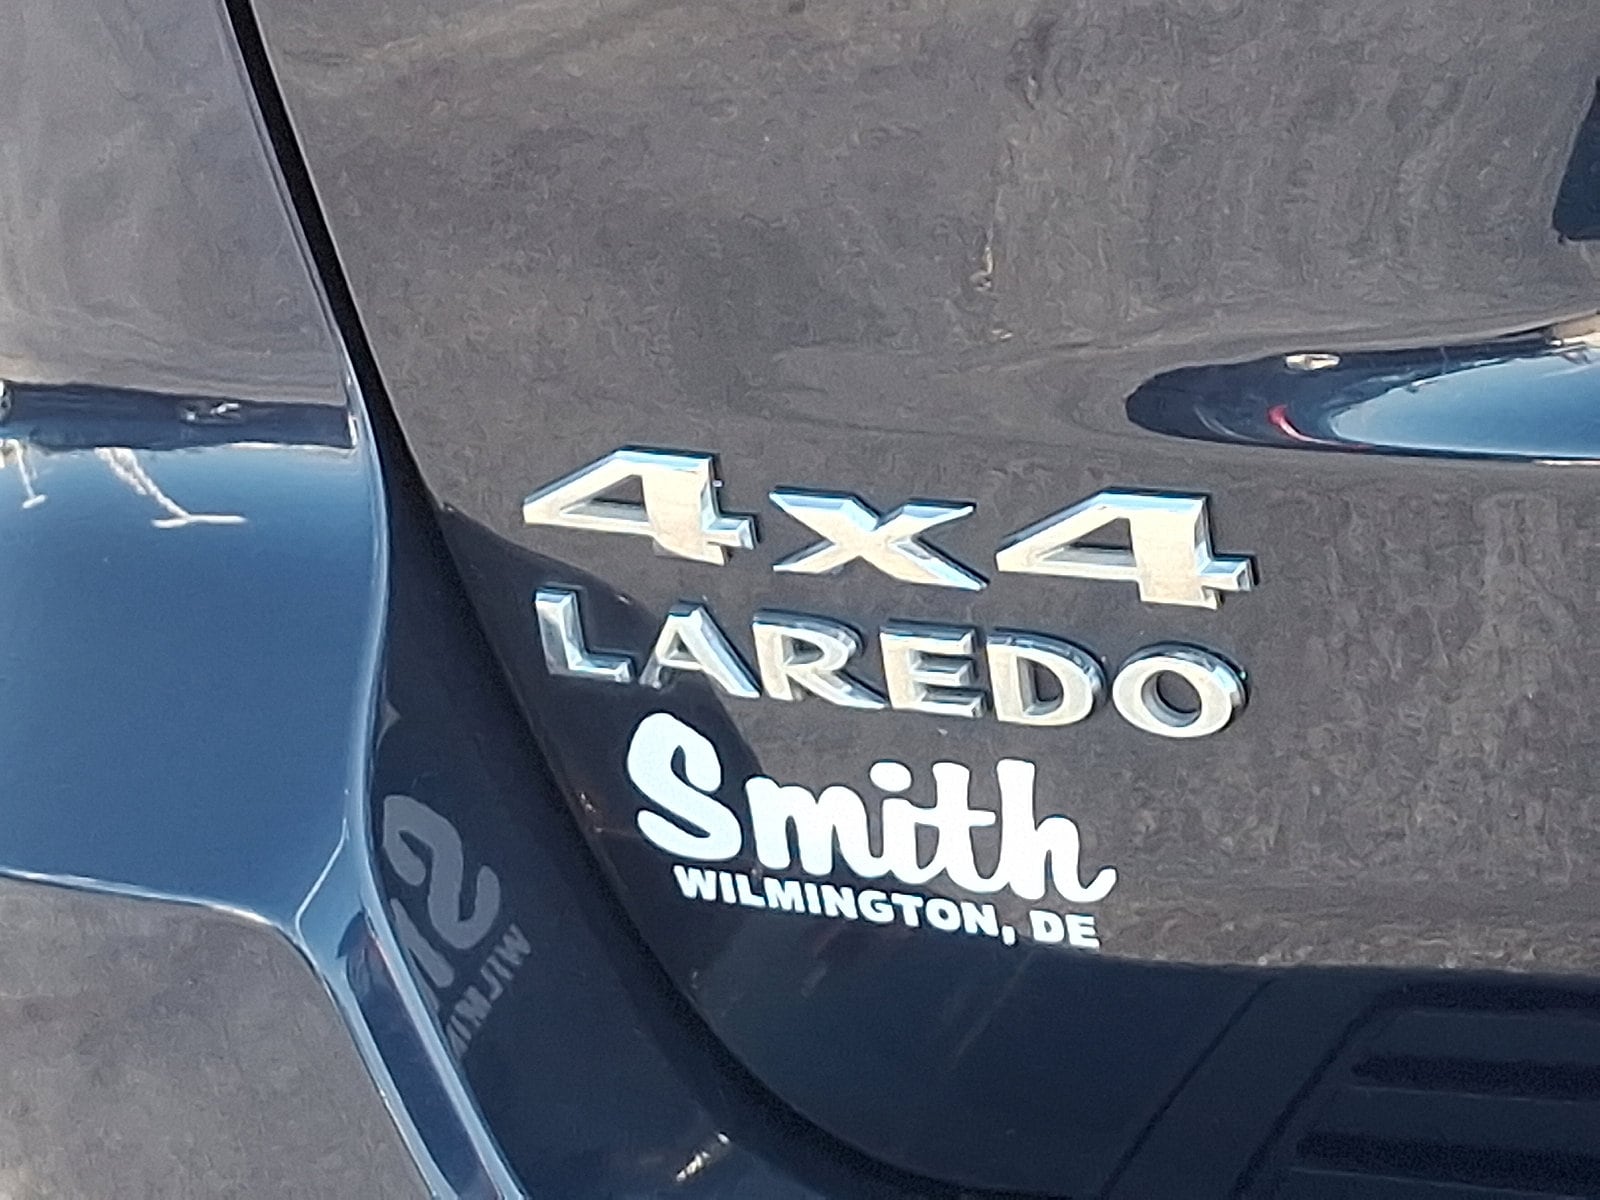 4x4
LAREDO
Smith
WILMINGTON, DE